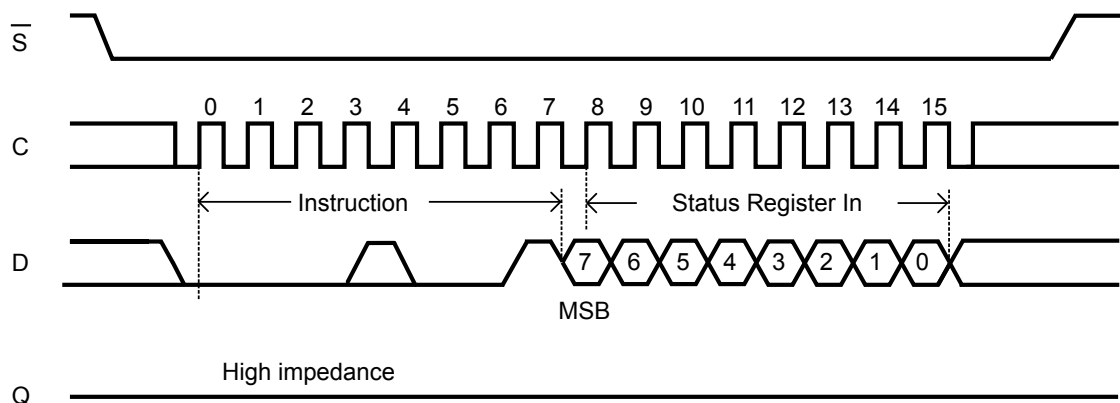 S
0 1 2 3 4 5 6 7 8 9 10 11 12 13 14 15
C
Instruction Status Register In
D 7 6 5 4 3 2 1 0
MSB
High impedance
Q